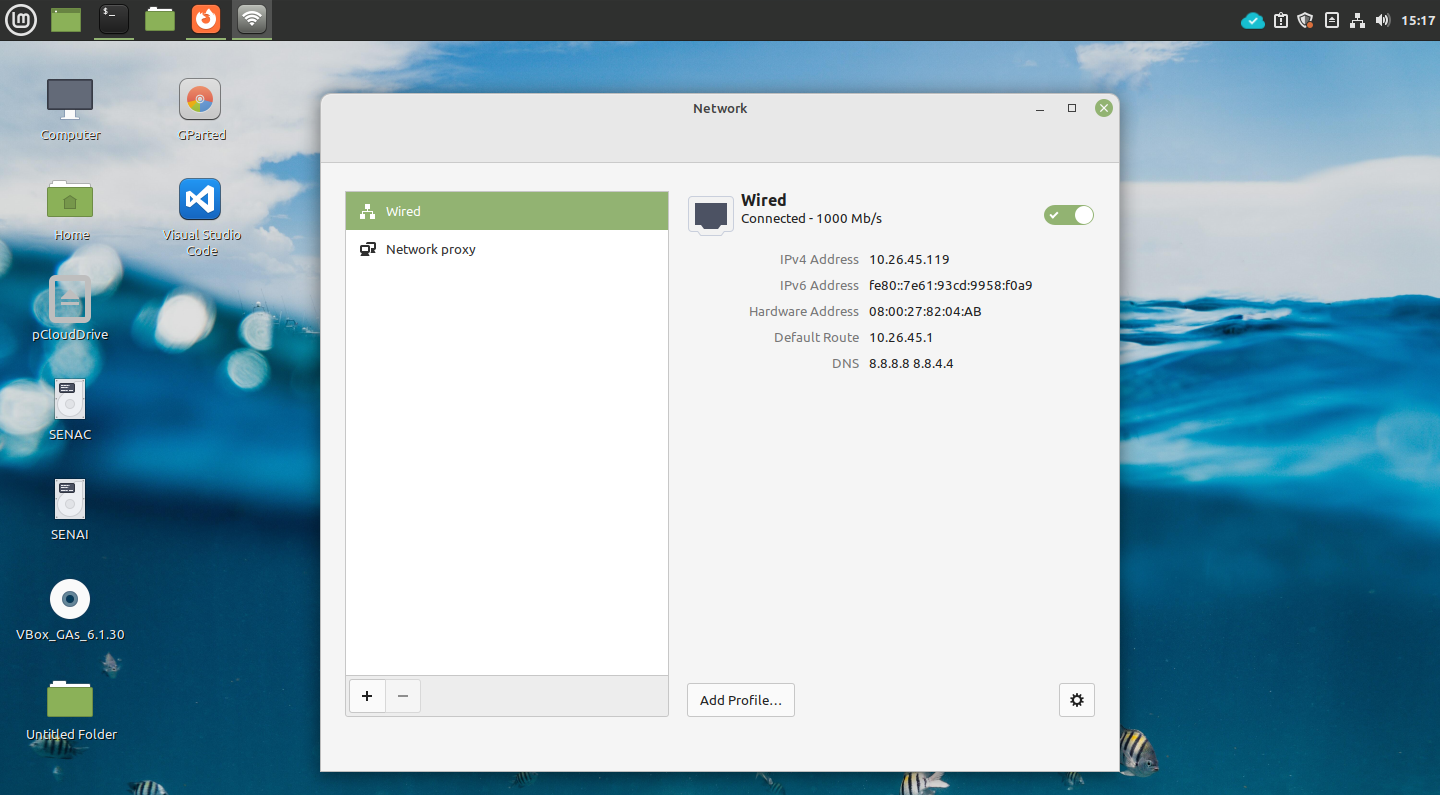 15:17
Computer
GParted
Home
Visual Studio
Code
pCloudDrive
SENAC
SENAI
VBox_GAs_6.1.30
Untitled Folder
Network
Wired
Network proxy
Wired
Connected - 1000 Mb/s
IPv4 Address 10.26.45.119
IPv6 Address fe80::7e61:93cd:9958:f0a9
Hardware Address 08:00:27:82:04:AB
Default Route 10.26.45.1
DNS 8.8.8.8 8.8.4.4
Add Profile...